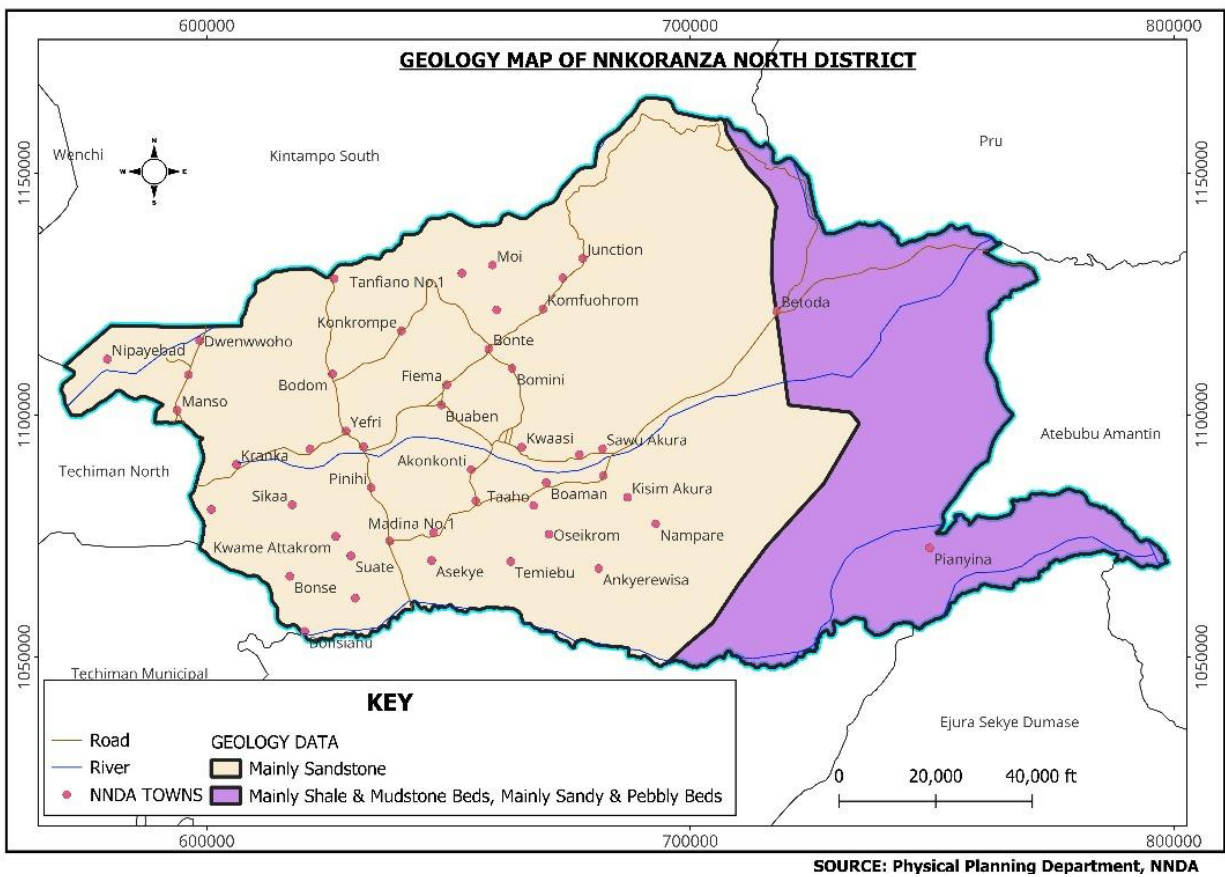 600000 700000 800000
GEOLOGY MAP OF NNKORANZA NORTH DISTRICT
Wenchi
Kintampo South
Pru
N
W E
S
1150000 1150000
Moi
Junction
Tanfiano No.1
Komfuohrom
Konkrompe
Betoda
Dwenwwoho
Nipayebad
Bonte
Bodom
Fiema
Bomini
Manso
Buaben
1100000 1100000
Yefri
Kwaasi
Sawu Akura
Atebubu Amantin
Kranka
Akonkonti
Techiman North
Pinihi
Sikaa
Taaho
Boaman
Kisim Akura
Madina No.1
Oseikrom
Nampare
Kwame Attakrom
Suate
Asekye
Temiebu
Ankyerewisa
Pianyina
Bonse
Bonsianu
1050000 1050000
Techiman Municipal
KEY
Road
River
NNDA TOWNS
GEOLOGY DATA
Mainly Sandstone
Mainly Shale & Mudstone Beds, Mainly Sandy & Pebbly Beds
Ejura Sekye Dumase
0 20,000 40,000 ft
600000 700000 800000
SOURCE: Physical Planning Department, NNDA